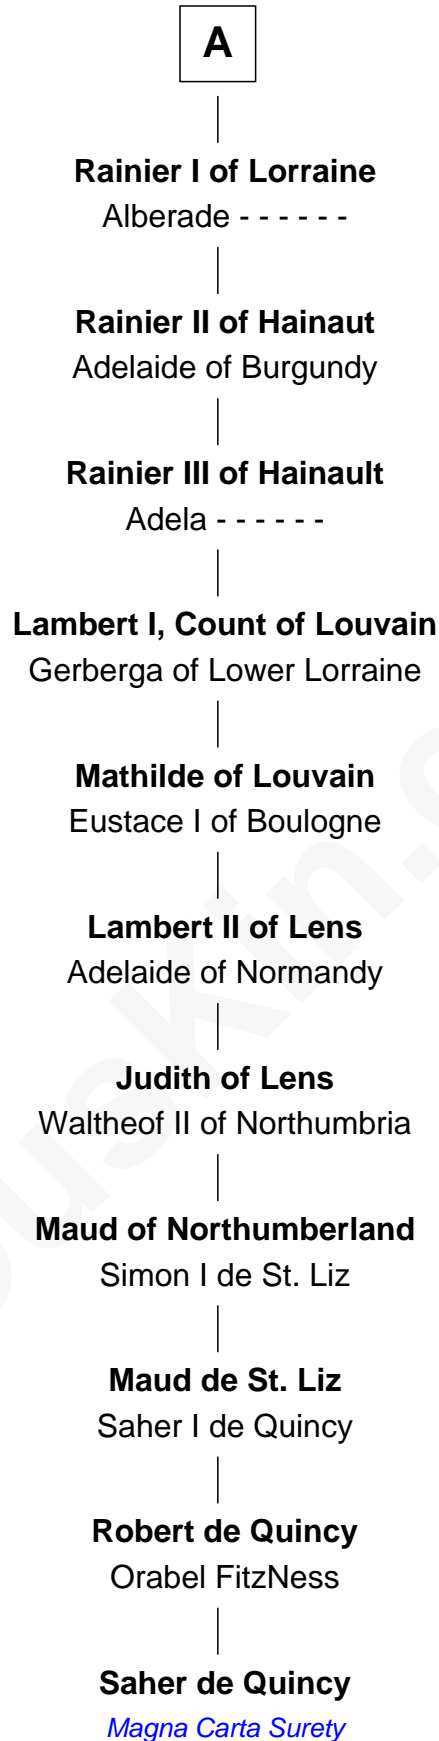 A
Rainier I of Lorraine
Alberade - - - - - -
Rainier II of Hainaut
Adelaide of Burgundy
Rainier III of Hainault
Adela - - - - - -
Lambert I, Count of Louvain
Gerberga of Lower Lorraine
Mathilde of Louvain
Eustace I of Boulogne
Lambert II of Lens
Adelaide of Normandy
Judith of Lens
Waltheof II of Northumbria
Maud of Northumberland
Simon I de St. Liz
Maud de St. Liz
Saher I de Quincy
Robert de Quincy
Orabel FitzNess
Saher de Quincy
Magna Carta Surety